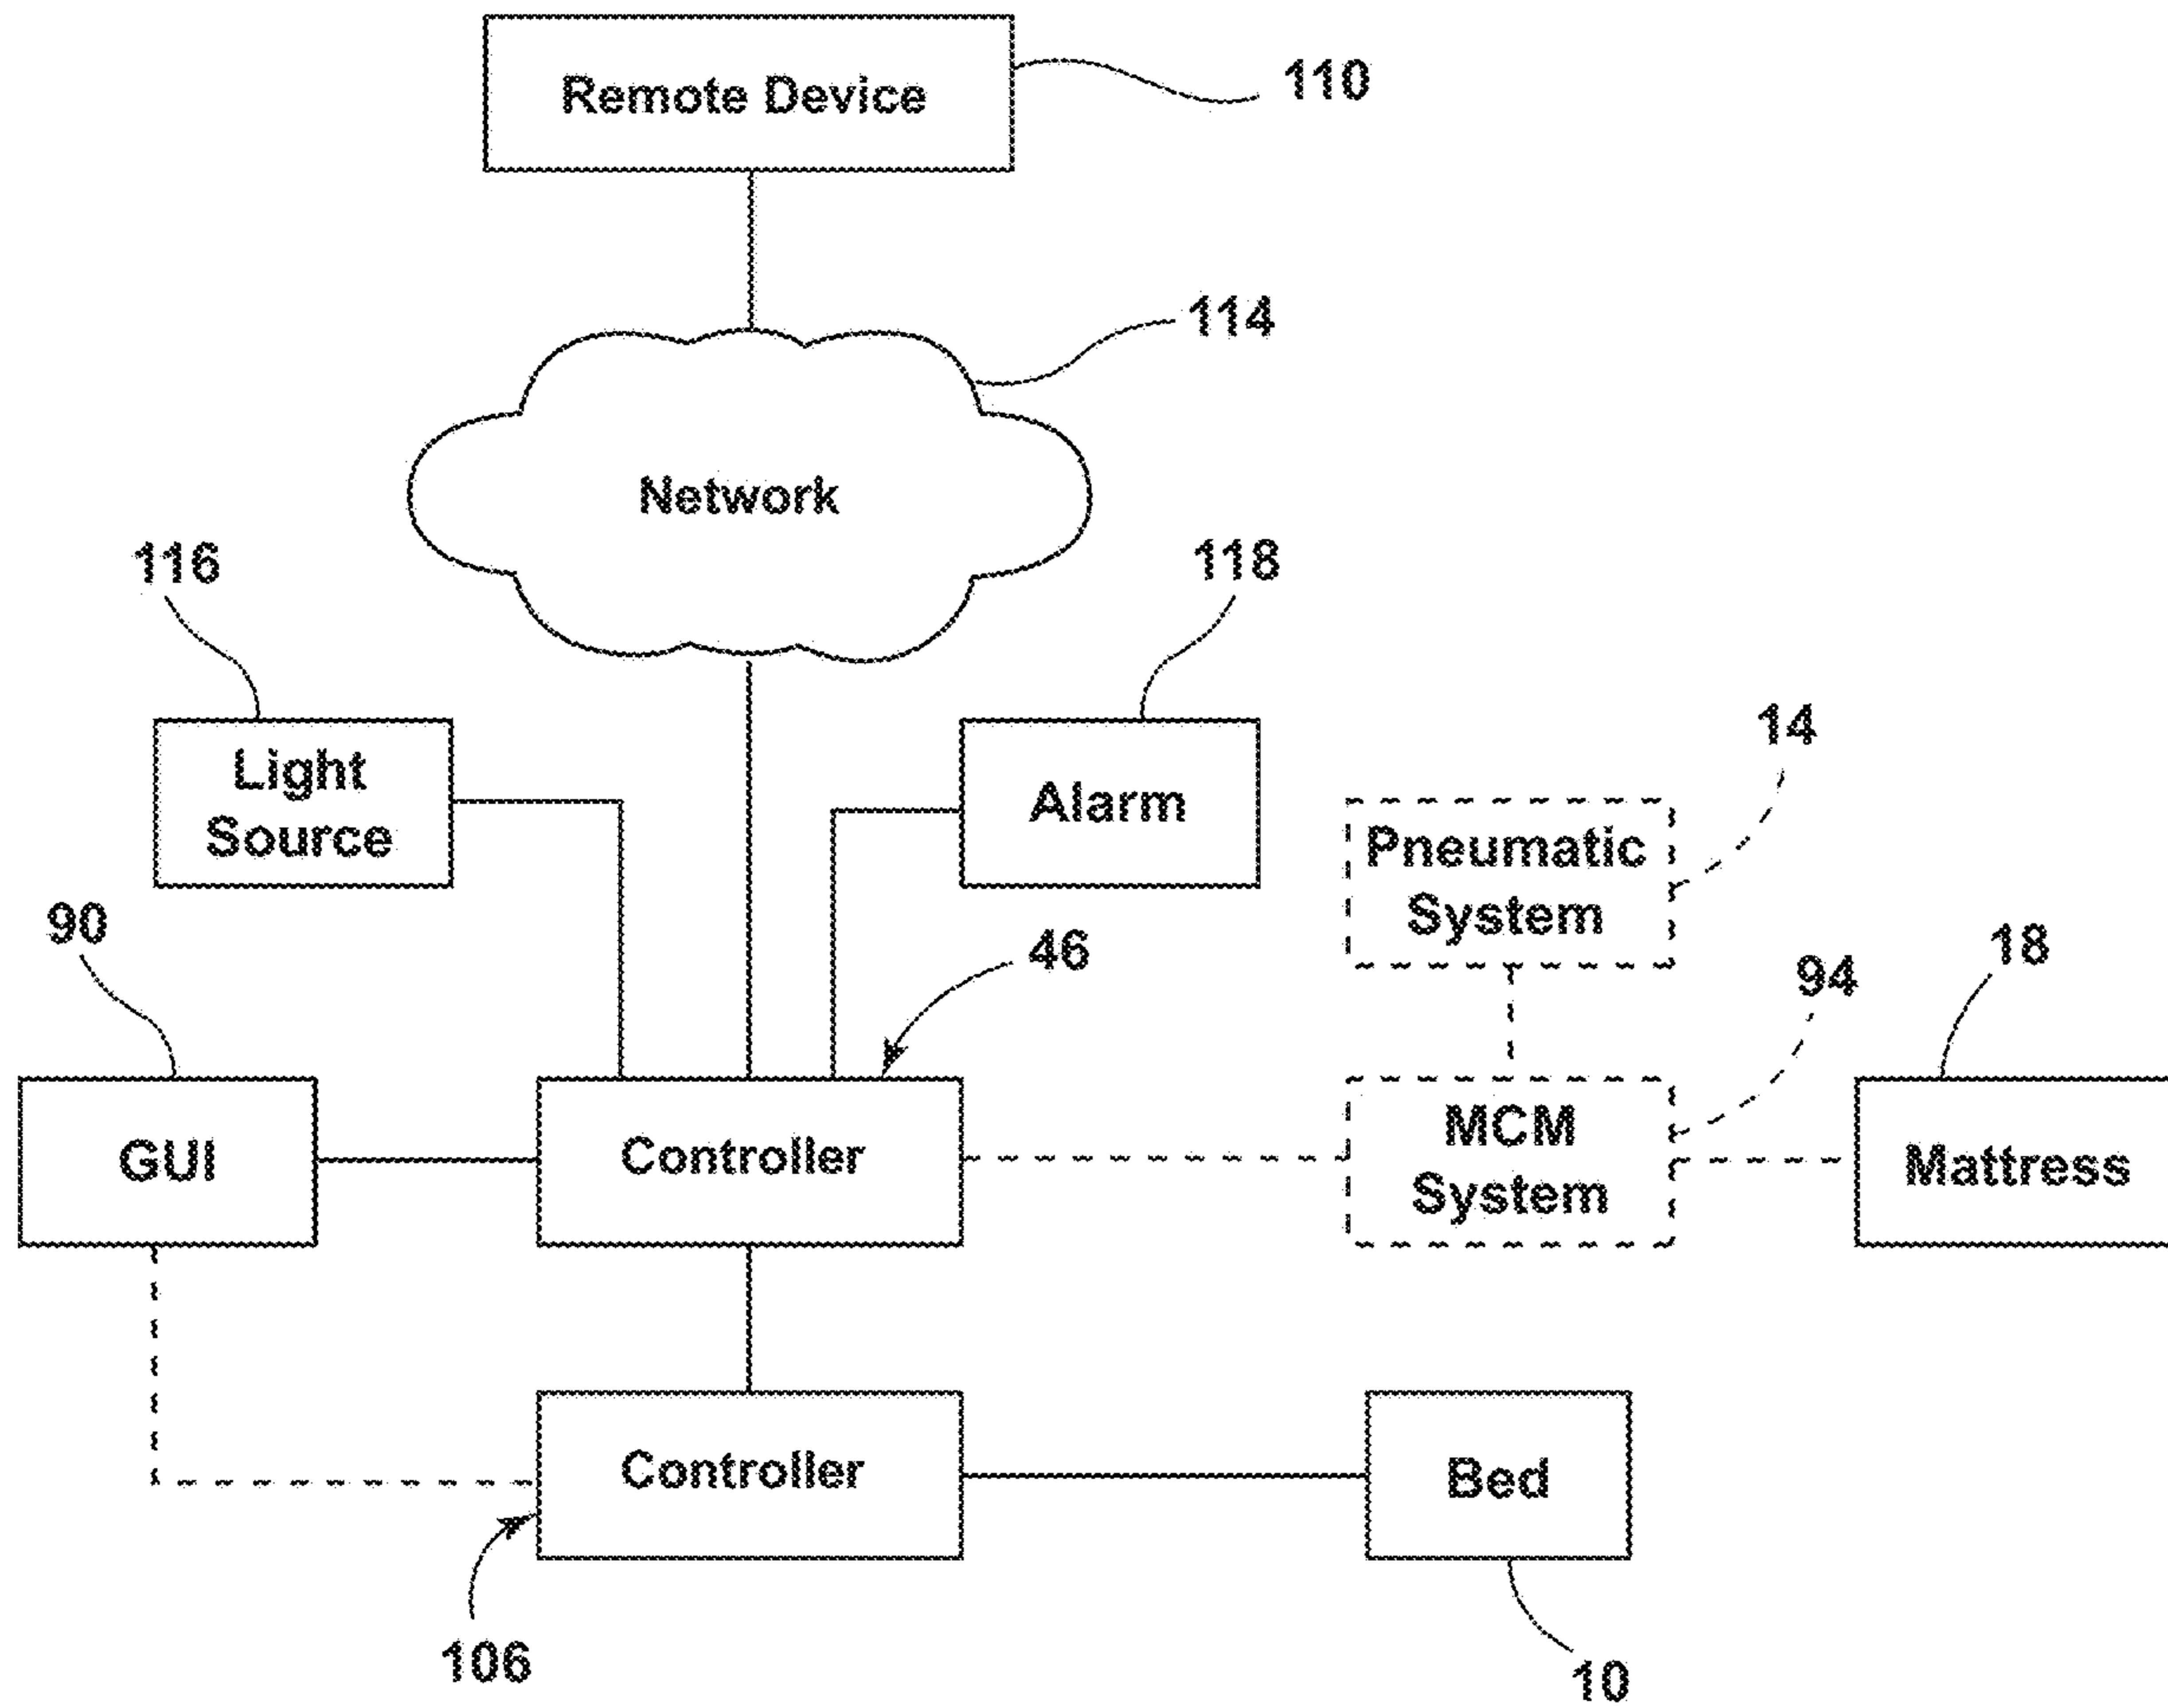 Remote Device
110
114
Network
116
118
Light
Source
Alarm
14
Pneumatic
System
90
46
18
94
GUI
Controller
MCM
System
Mattress
Controller
Bed
106
10